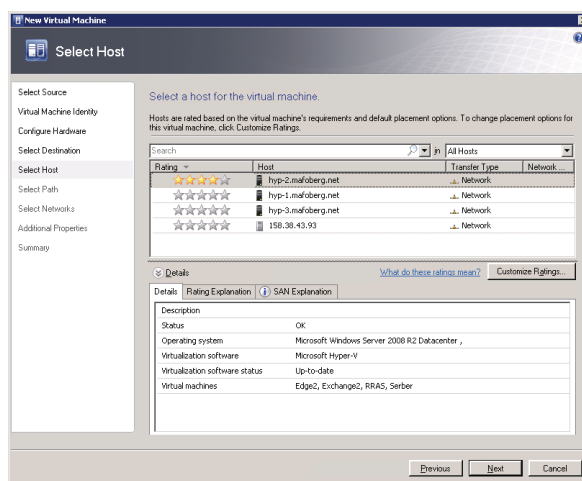 New Virtual Machine
Select Host
Select Source
Virtual Machine Identity
Configure Hardware
Select Destination
Select Host
Select Path
Select Networks
Additional Properties
Summary
Select a host for the virtual machine.
Hosts are rated based on the virtual machine's requirements and default placement options. To change placement options for
this virtual machine, click Customize Ratings.
Search in All Hosts
Rating Host Transfer Type Network ...
hyp-2.mafoberg.net Network
hyp-1.mafoberg.net Network
hyp-3.mafoberg.net Network
158.38.43.93 Network
Details What do these ratings mean? Customize Ratings...
Details Rating Explanation SAN Explanation
Description
Status OK
Operating system Microsoft Windows Server 2008 R2 Datacenter ,
Virtualization software Microsoft Hyper-V
Virtualization software status Up-to-date
Virtual machines Edge2, Exchange2, RRAS, Serber
Previous Next Cancel